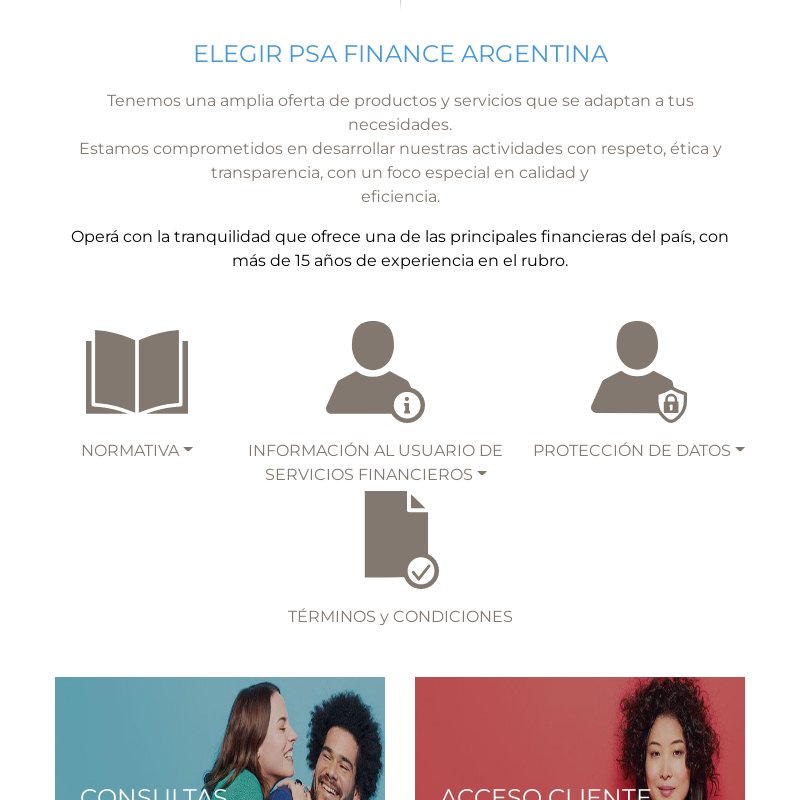 ELEGIR PSA FINANCE ARGENTINA
Tenemos una amplia oferta de productos y servicios que se adaptan a tus
necesidades.
Estamos comprometidos en desarrollar nuestras actividades con respeto, ética y
transparencia, con un foco especial en calidad y
eficiencia.
Operá con la tranquilidad que ofrece una de las principales financieras del país, con
más de 15 años de experiencia en el rubro.
NORMATIVA
INFORMACIÓN AL USUARIO DE
SERVICIOS FINANCIEROS
PROTECCIÓN DE DATOS
TÉRMINOS y CONDICIONES
CONSULTAS
ACCESO CLIENTE